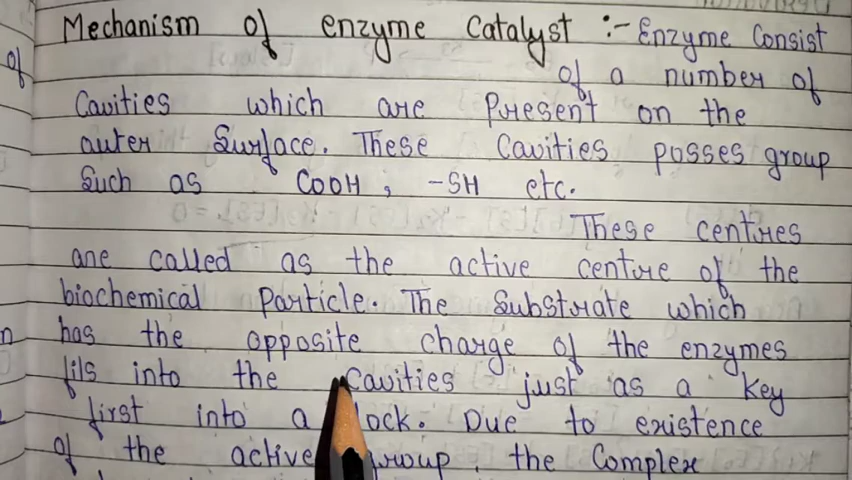 Mechanism of enzyme Catalyst :- Enzyme Consist
of a number of
Cavities which are Present on the
outer Surface. These Cavities posses group
Such as COOH, -SH etc.
These centres
are called as the active centre of the
biochemical Particle. The Substrate which
has the opposite charge of the enzymes
fits into the Cavities just as a key
first into a lock. Due to existence
of the active group, the Complex